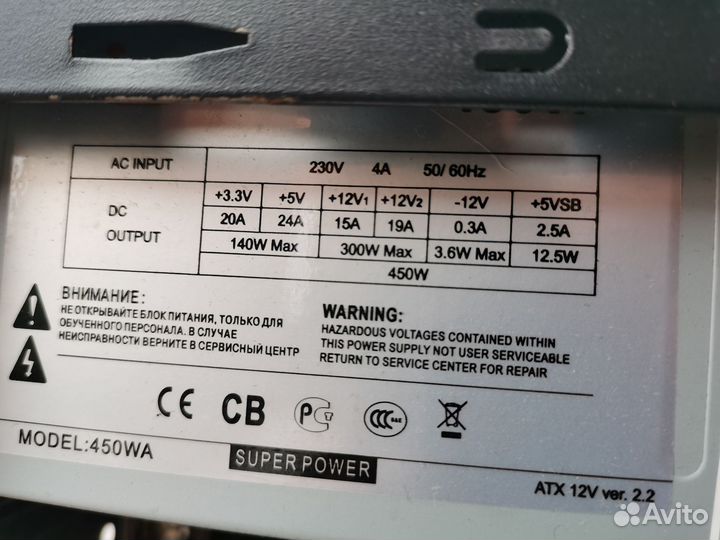 AC INPUT 230V 4A 50/60Hz
DC OUTPUT +3.3V +5V +12V1 +12V2 -12V +5VSB
20A 24A 15A 19A 0.3A 2.5A
140W Max 300W Max 3.6W Max 12.5W
450W
ВНИМАНИЕ:
НЕ ОТКРЫВАЙТЕ БЛОК ПИТАНИЯ, ТОЛЬКО ДЛЯ
ОБУЧЕННОГО ПЕРСОНАЛА. В СЛУЧАЕ
НЕИСПРАВНОСТИ ВЕРНИТЕ В СЕРВИСНЫЙ ЦЕНТР
WARNING:
HAZARDOUS VOLTAGES CONTAINED WITHIN
THIS POWER SUPPLY NOT USER SERVICEABLE
RETURN TO SERVICE CENTER FOR REPAIR
CE CB РС CCC S&E
MODEL:450WA
SUPER POWER
ATX 12V ver. 2.2
Avito